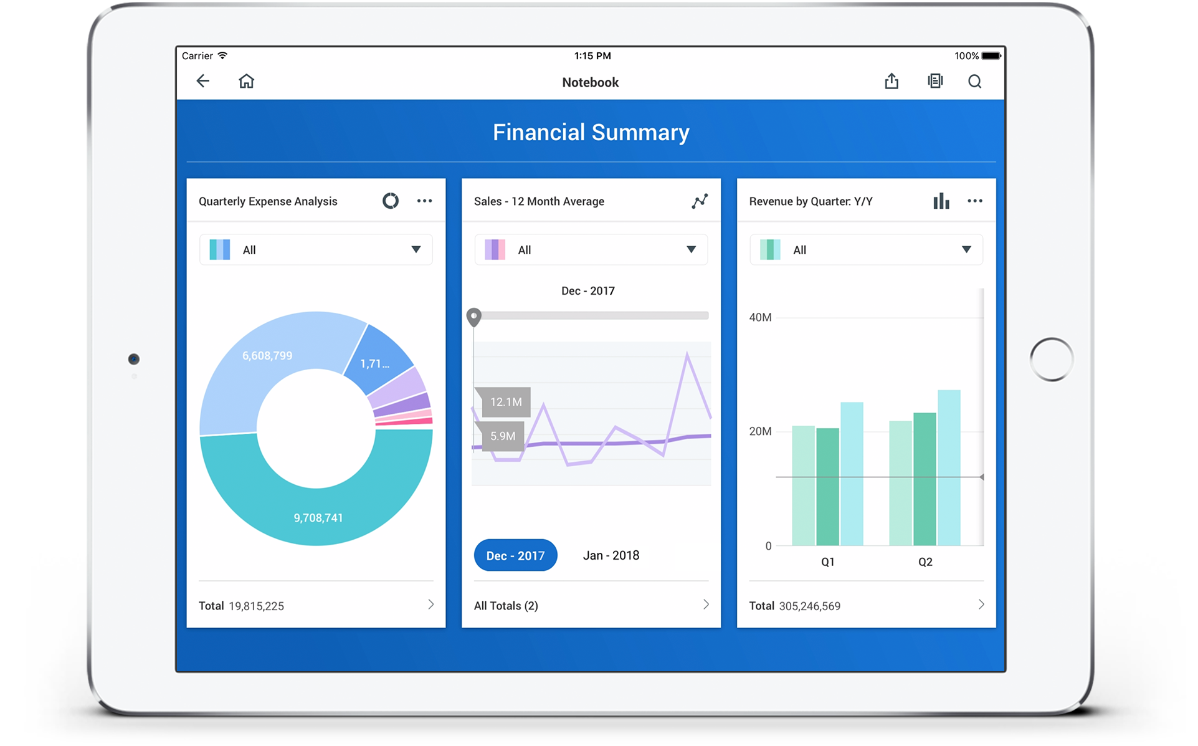 Carrier 1:15 PM 100%
Notebook
Financial Summary
Quarterly Expense Analysis
All
6,608,799
1,71...
9,708,741
Total 19,815,225
Sales - 12 Month Average
All
Dec - 2017
12.1M
5.9M
Dec - 2017 Jan - 2018
All Totals (2)
Revenue by Quarter: Y/Y
All
40M
20M
0
Q1 Q2
Total 305,246,569